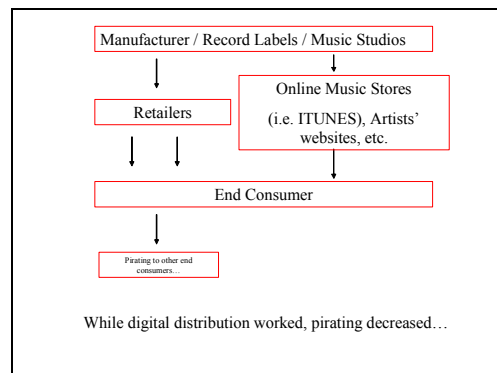 Manufacturer / Record Labels / Music Studios
Retailers
Online Music Stores
(i.e. ITUNES), Artists'
websites, etc.
End Consumer
Pirating to other end
consumers…
While digital distribution worked, pirating decreased…